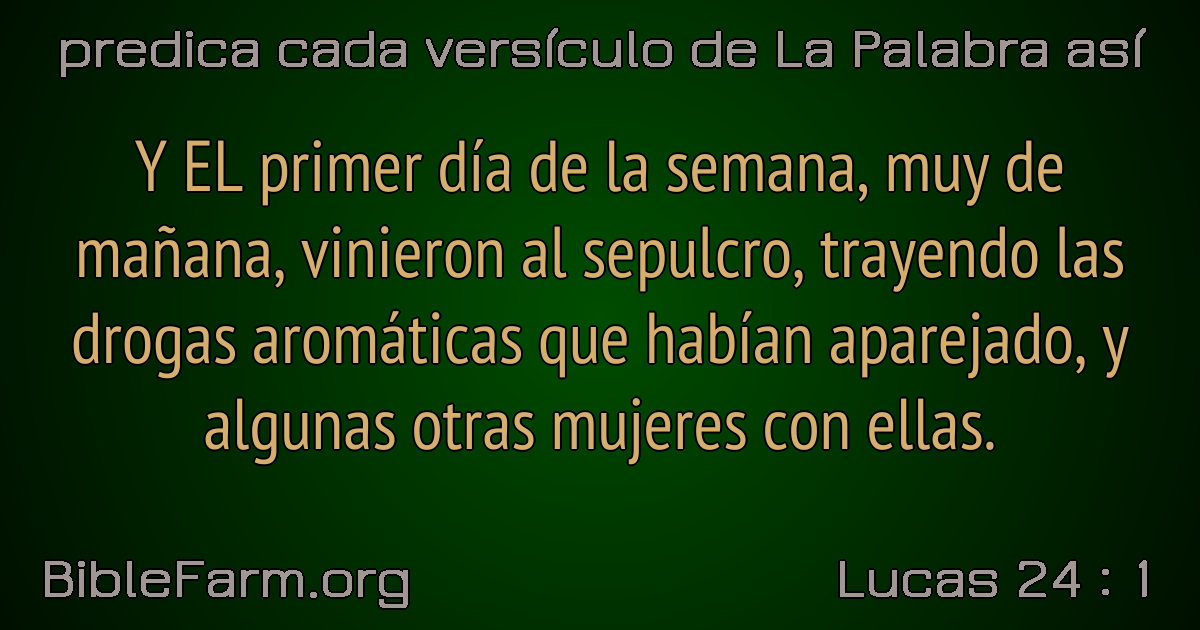 predica cada versículo de La Palabra así
Y EL primer día de la semana, muy de
mañana, vinieron al sepulcro, trayendo las
drogas aromáticas que habían aparejado, y
algunas otras mujeres con ellas.
BibleFarm.org
Lucas 24 : 1